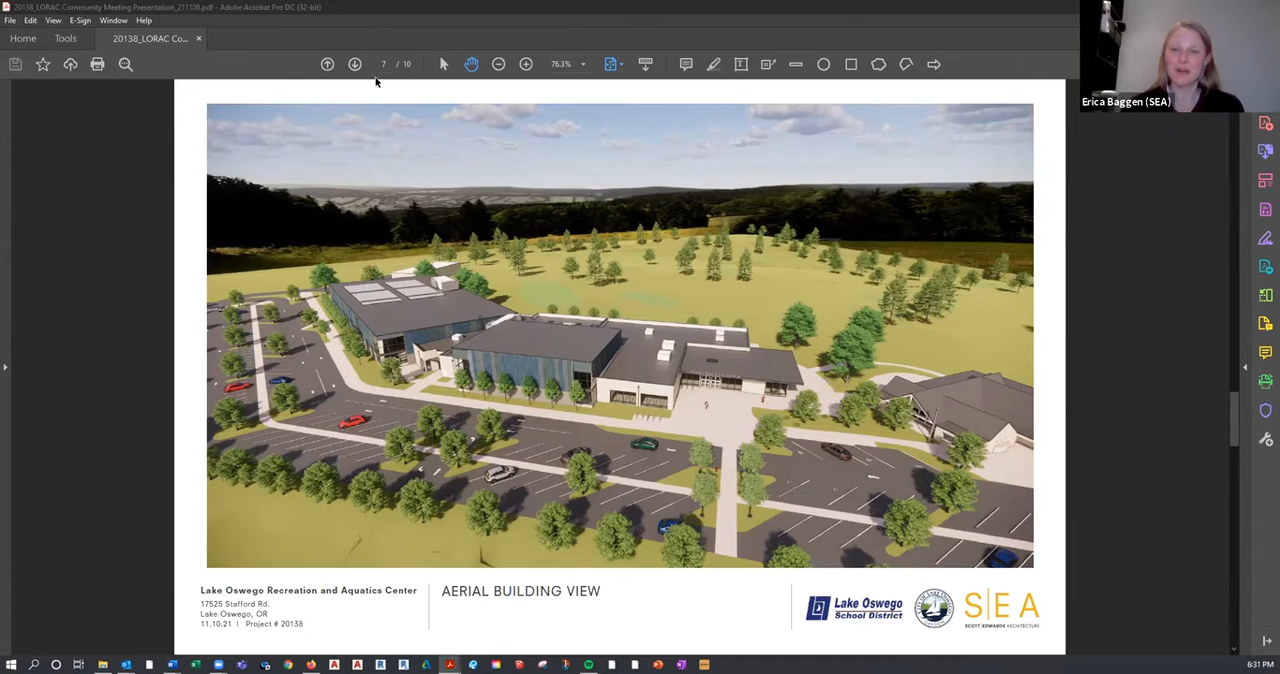 20138_LORAC Community Meeting Presentation_211108.pdf - Adobe Acrobat Pro DC (32-bit)
File Edit View E-Sign Window Help
Home Tools 20138_LORAC Co... ×
7 / 10 76.3%
Erica Baggen (SEA)
Lake Oswego Recreation and Aquatics Center
17525 Stafford Rd.
Lake Oswego, OR
11.10.21 | Project # 20138
AERIAL BUILDING VIEW
Lake Oswego
School District
S|E|A
SCOTT|EDWARDS ARCHITECTURE
6:31 PM